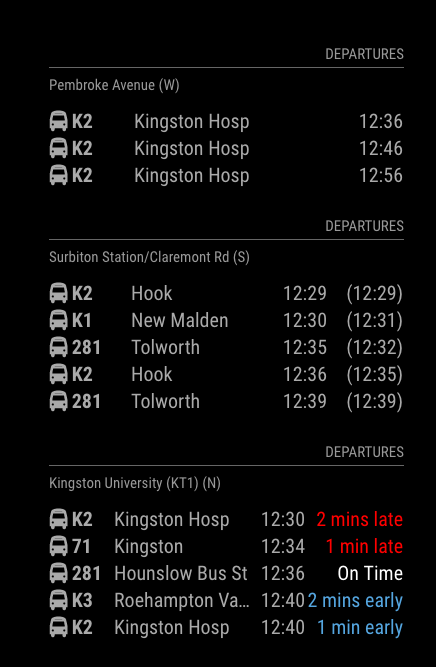 DEPARTURES
Pembroke Avenue (W)
K2 Kingston Hosp 12:36
K2 Kingston Hosp 12:46
K2 Kingston Hosp 12:56
DEPARTURES
Surbiton Station/Claremont Rd (S)
K2 Hook 12:29 (12:29)
K1 New Malden 12:30 (12:31)
281 Tolworth 12:35 (12:32)
K2 Hook 12:36 (12:35)
281 Tolworth 12:39 (12:39)
DEPARTURES
Kingston University (KT1) (N)
K2 Kingston Hosp 12:30 2 mins late
71 Kingston 12:34 1 min late
281 Hounslow Bus St 12:36 On Time
K3 Roehampton Va... 12:40 2 mins early
K2 Kingston Hosp 12:40 1 min early